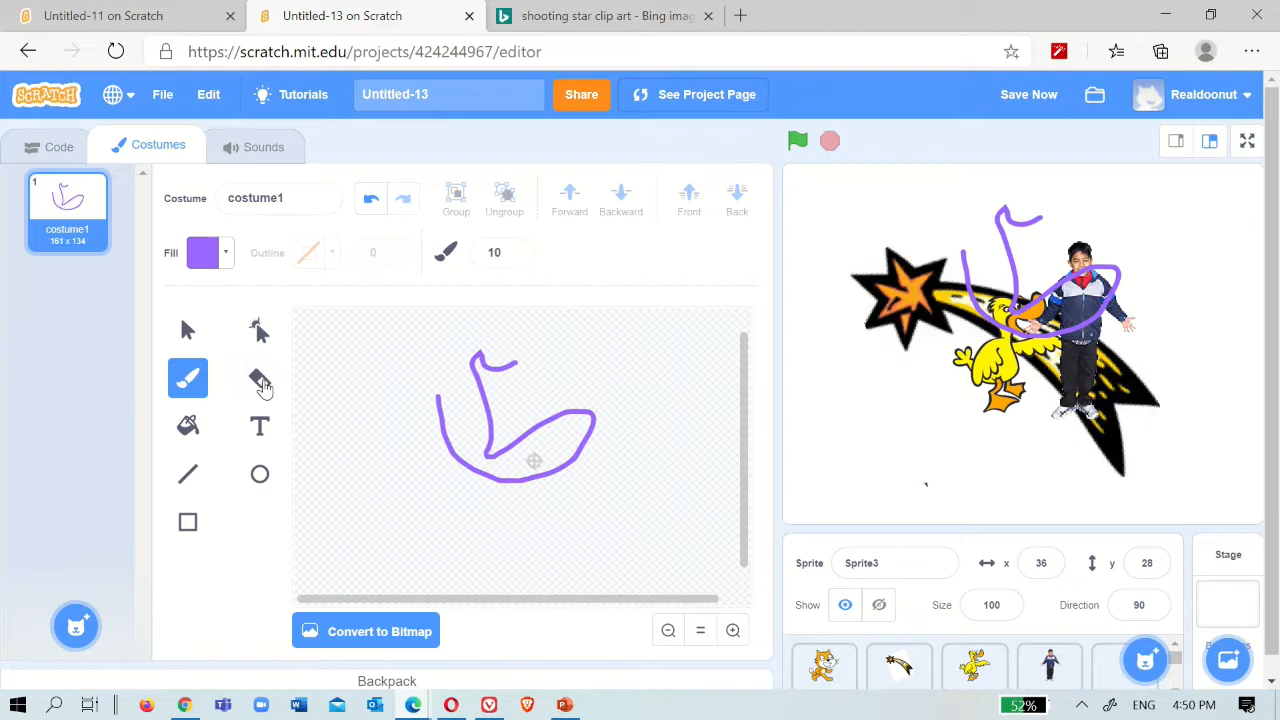 Untitled-11 on Scratch
Untitled-13 on Scratch
shooting star clip art - Bing imag
https://scratch.mit.edu/projects/424244967/editor
SCRATCH
File
Edit
Tutorials
Untitled-13
Share
See Project Page
Save Now
Realdoonut
Code
Costumes
Sounds
1
costume1
161 x 134
Costume
costume1
Group
Ungroup
Forward
Backward
Front
Back
Fill
Outline
0
10
T
Convert to Bitmap
Backpack
Sprite
Sprite3
x
36
y
28
Show
Size
100
Direction
90
Stage
52%
ENG
4:50 PM